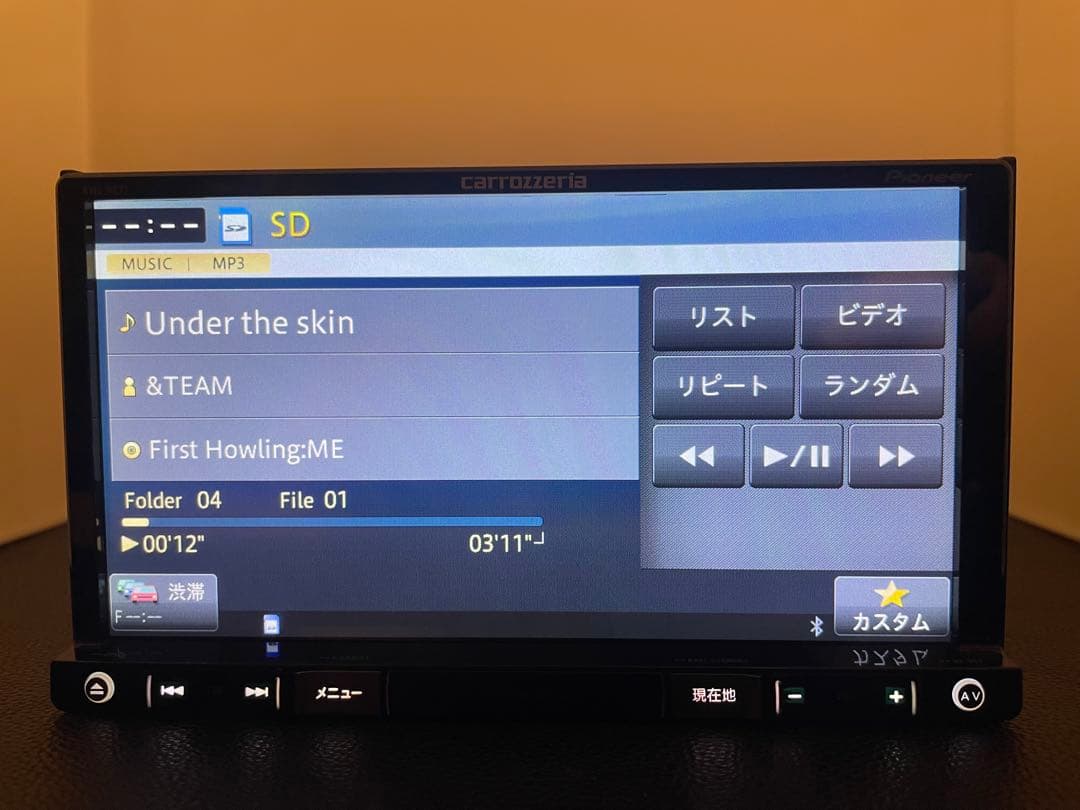 carrozzeria
Pioneer
--:-- SD
MUSIC | MP3
Under the skin
&TEAM
First Howling:ME
Folder 04 File 01
00'12" 03'11"
リスト ビデオ
リピート ランダム
渋滞
F--:--
カスタム
メニュー 現在地 - + AV